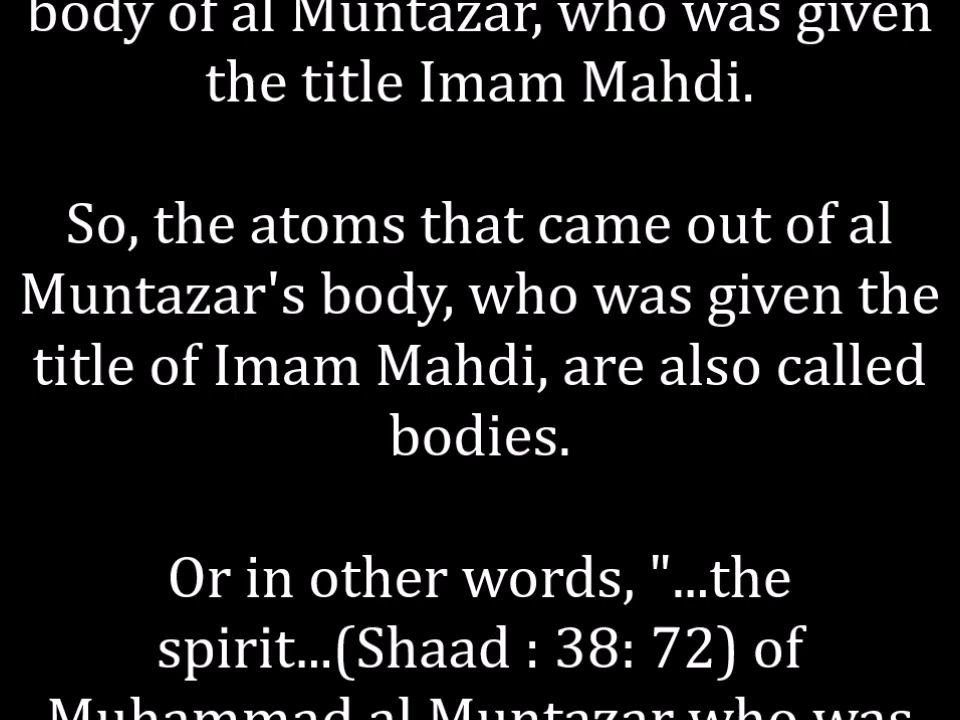 body of al Muntazar, who was given
the title Imam Mahdi.
So, the atoms that came out of al
Muntazar's body, who was given the
title of Imam Mahdi, are also called
bodies.
Or in other words, "...the
spirit...(Shaad : 38: 72) of
Muhammad al Muntazar who was